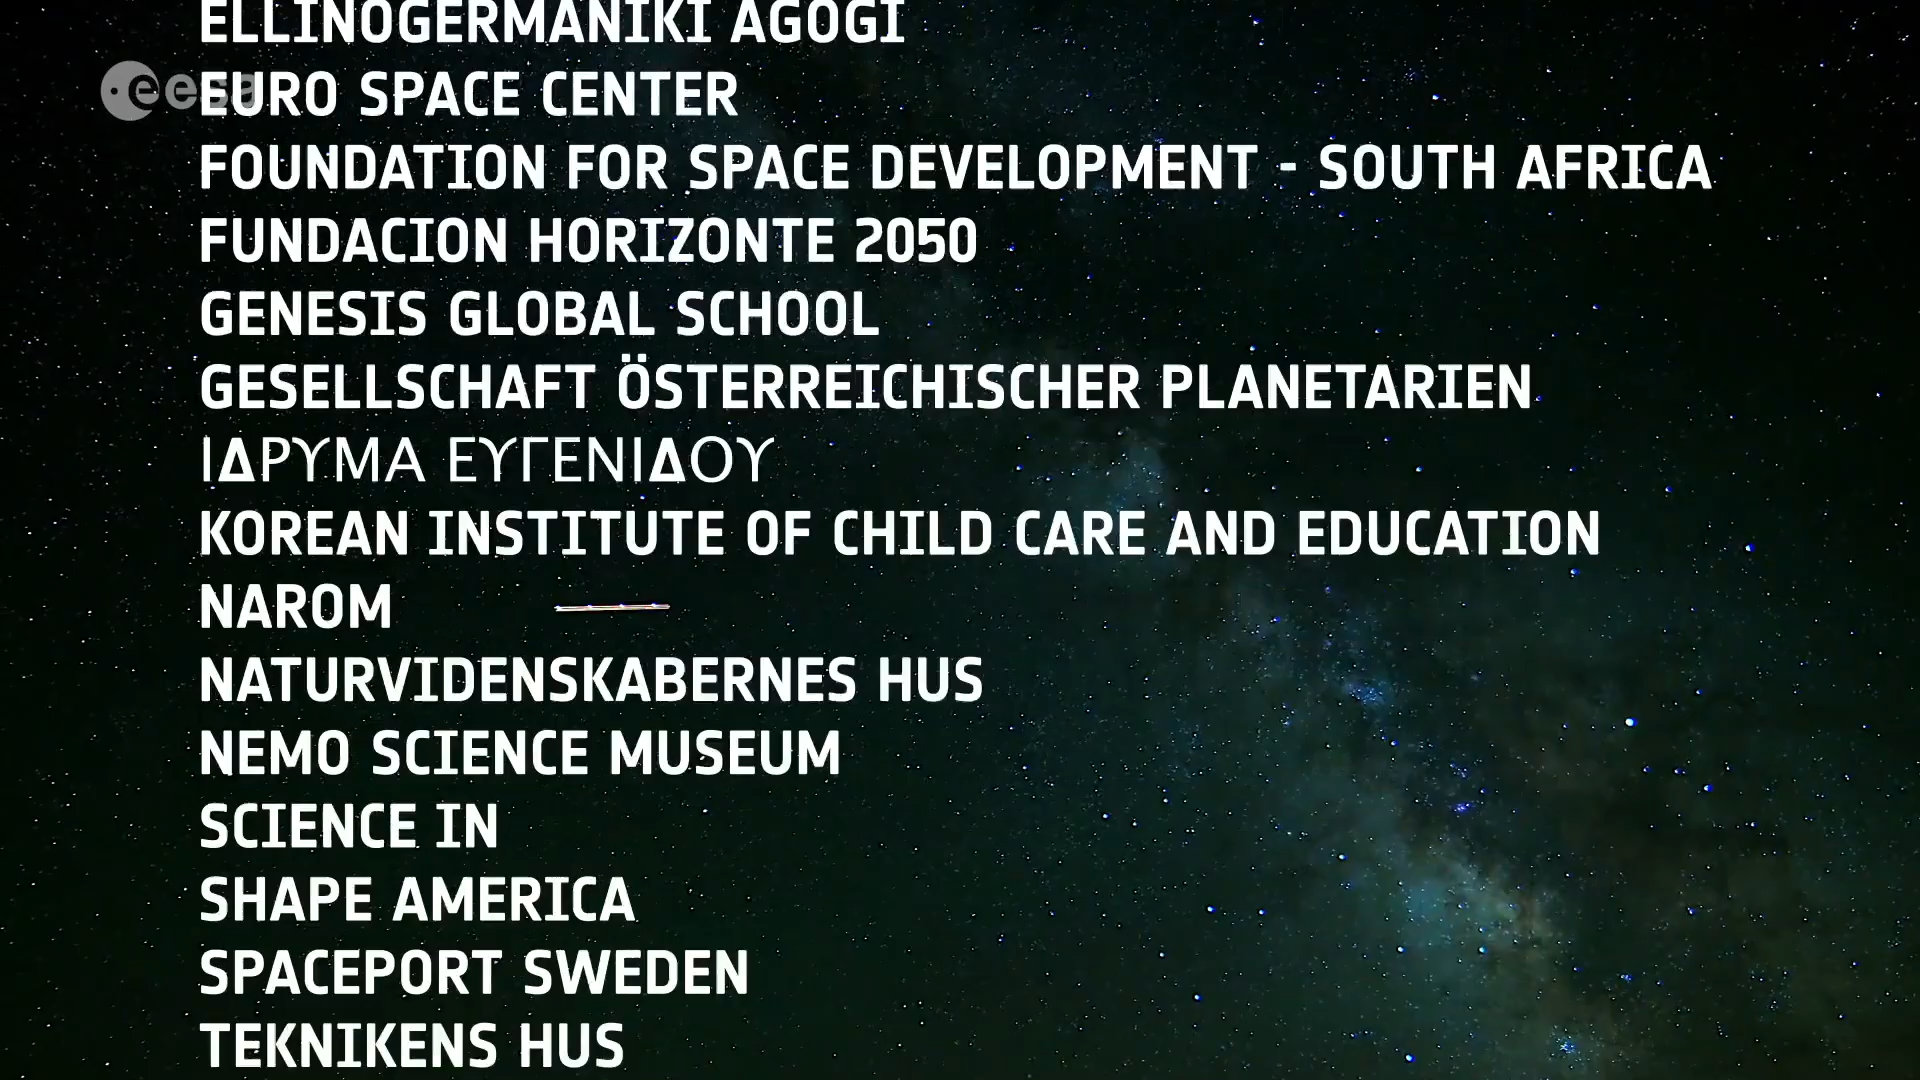 ELLINOGERMANIKI AGOGI
esa
EURO SPACE CENTER
FOUNDATION FOR SPACE DEVELOPMENT - SOUTH AFRICA
FUNDACION HORIZONTE 2050
GENESIS GLOBAL SCHOOL
GESELLSCHAFT ÖSTERREICHISCHER PLANETARIEN
ΙΔΡΥΜΑ ΕΥΓΕΝΙΔΟΥ
KOREAN INSTITUTE OF CHILD CARE AND EDUCATION
NAROM
NATURVIDENSKABERNES HUS
NEMO SCIENCE MUSEUM
SCIENCE IN
SHAPE AMERICA
SPACEPORT SWEDEN
TEKNIKENS HUS